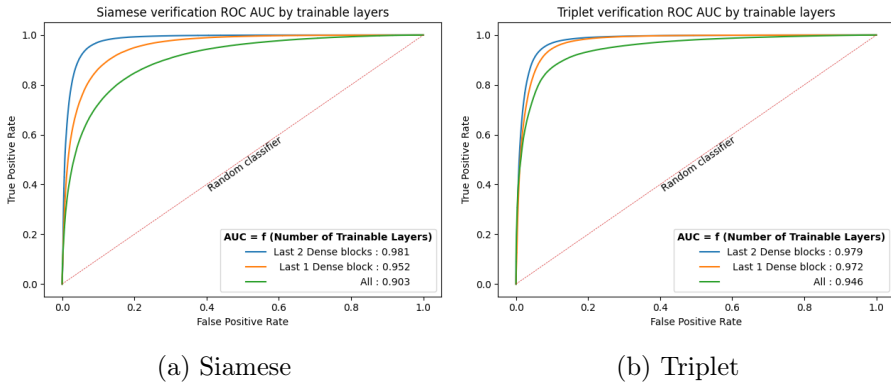 Siamese verification ROC AUC by trainable layers
1.0
0.8
0.6
0.4
0.2
0.0
True Positive Rate
Random classifier
AUC = f (Number of Trainable Layers)
Last 2 Dense blocks : 0.981
Last 1 Dense block : 0.952
All : 0.903
0.0 0.2 0.4 0.6 0.8 1.0
False Positive Rate
(a) Siamese
Triplet verification ROC AUC by trainable layers
1.0
0.8
0.6
0.4
0.2
0.0
True Positive Rate
Random classifier
AUC = f (Number of Trainable Layers)
Last 2 Dense blocks : 0.979
Last 1 Dense block : 0.972
All : 0.946
0.0 0.2 0.4 0.6 0.8 1.0
False Positive Rate
(b) Triplet